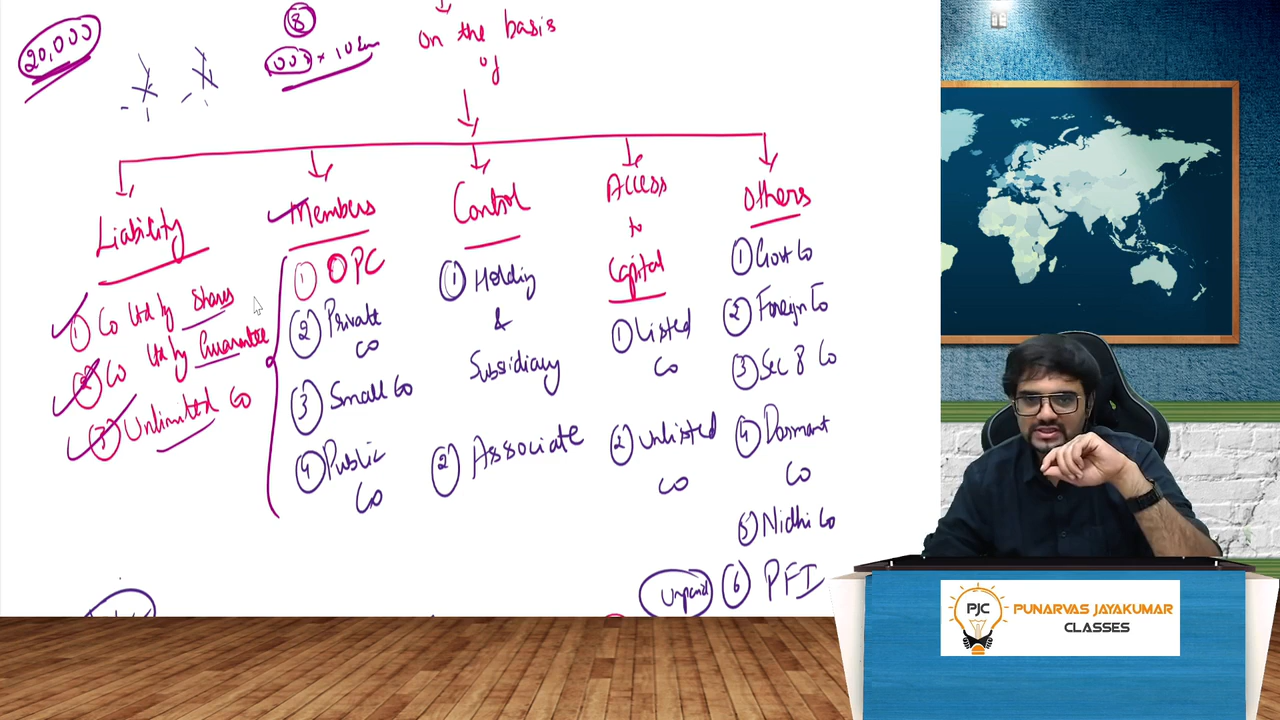 20,000
8
On the basis
of
Liability
① Co Ltd by Shares
② Co Ltd by Guarantee
③ Unlimited Co
Members
① OPC
② Private
Co
③ Small Co
④ Public
Co
Control
① Holding
&
Subsidiary
② Associate
Access
to
Capital
① Listed
Co
② Unlisted
Co
Others
① Govt Co
② Foreign Co
③ Sec 8 Co
④ Dormant
Co
⑤ Nidhi Co
⑥ PFI
PJC
PUNARVAS JAYAKUMAR
CLASSES